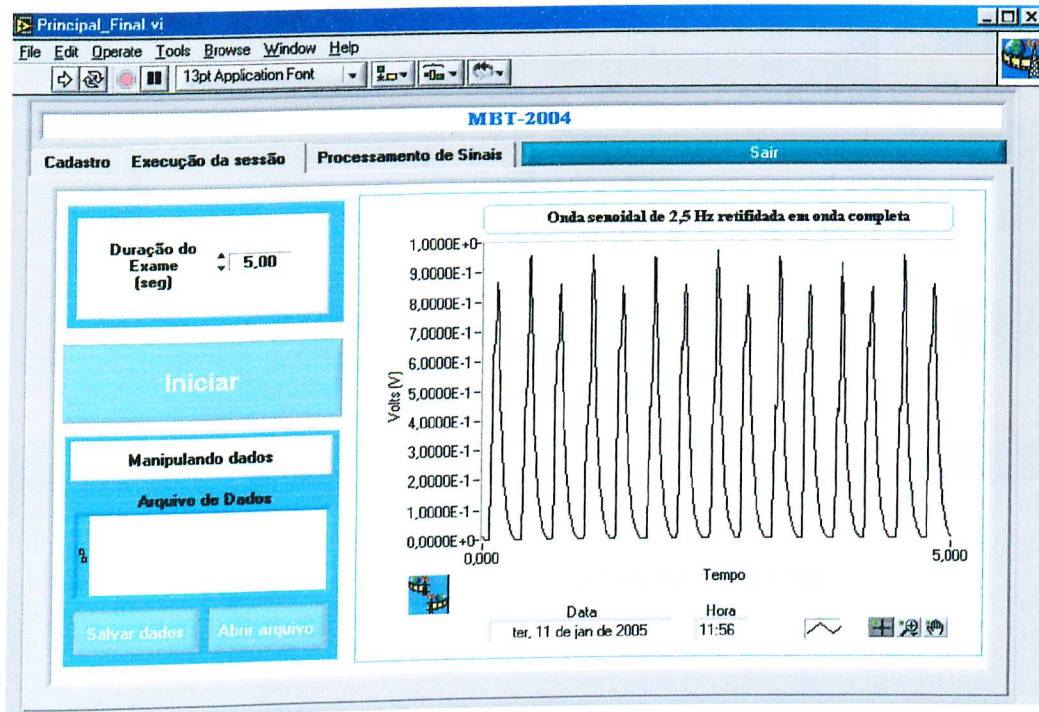 Principal_Final.vi
File Edit Operate Tools Browse Window Help
13pt Application Font
MBT-2004
Cadastro Execução da sessão Processamento de Sinais Sair
Duração do
Exame
(seg)
5,00
Iniciar
Manipulando dados
Arquivo de Dados
Salvar dados Abrir arquivo
Onda senoidal de 2,5 Hz retifidada em onda completa
1,0000E+0
9,0000E-1
8,0000E-1
7,0000E-1
6,0000E-1
5,0000E-1
4,0000E-1
3,0000E-1
2,0000E-1
1,0000E-1
0,0000E+0
Volts (V)
0,000 5,000
Tempo
Data Hora
ter, 11 de jan de 2005 11:56